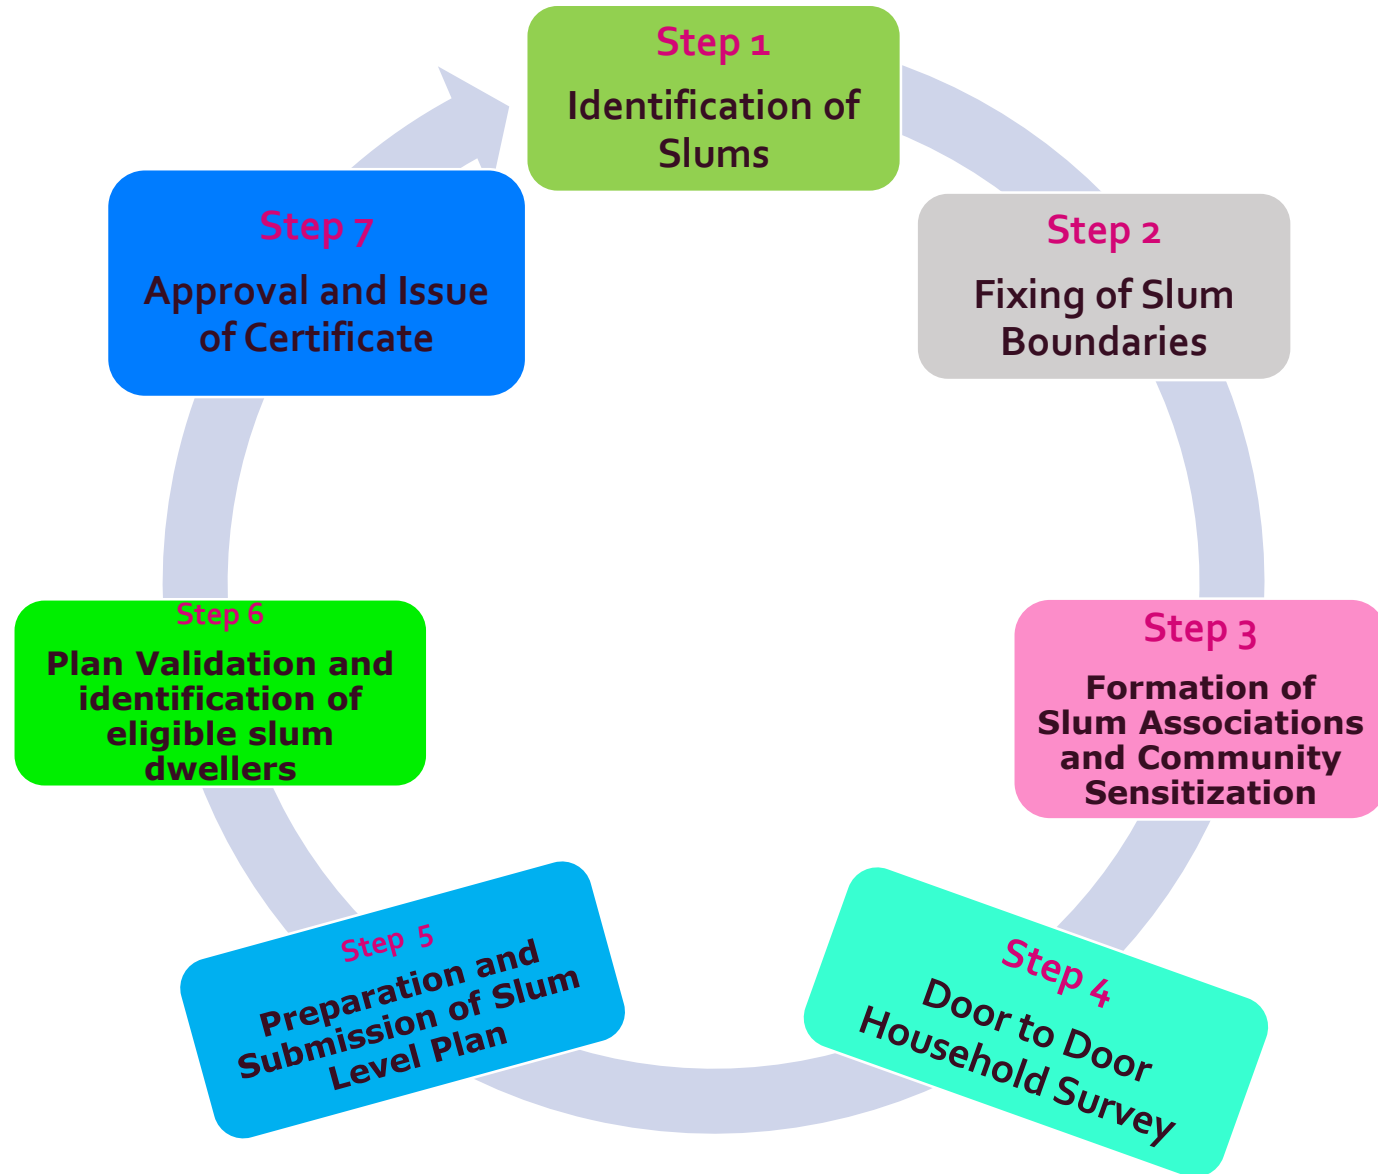 Step 1
Identification of
Slums
Step 2
Fixing of Slum
Boundaries
Step 3
Formation of
Slum Associations
and Community
Sensitization
Step 4
Door to Door
Household Survey
Step 5
Preparation and
Submission of Slum
Level Plan
Step 6
Plan Validation and
identification of
eligible slum
dwellers
Step 7
Approval and Issue
of Certificate